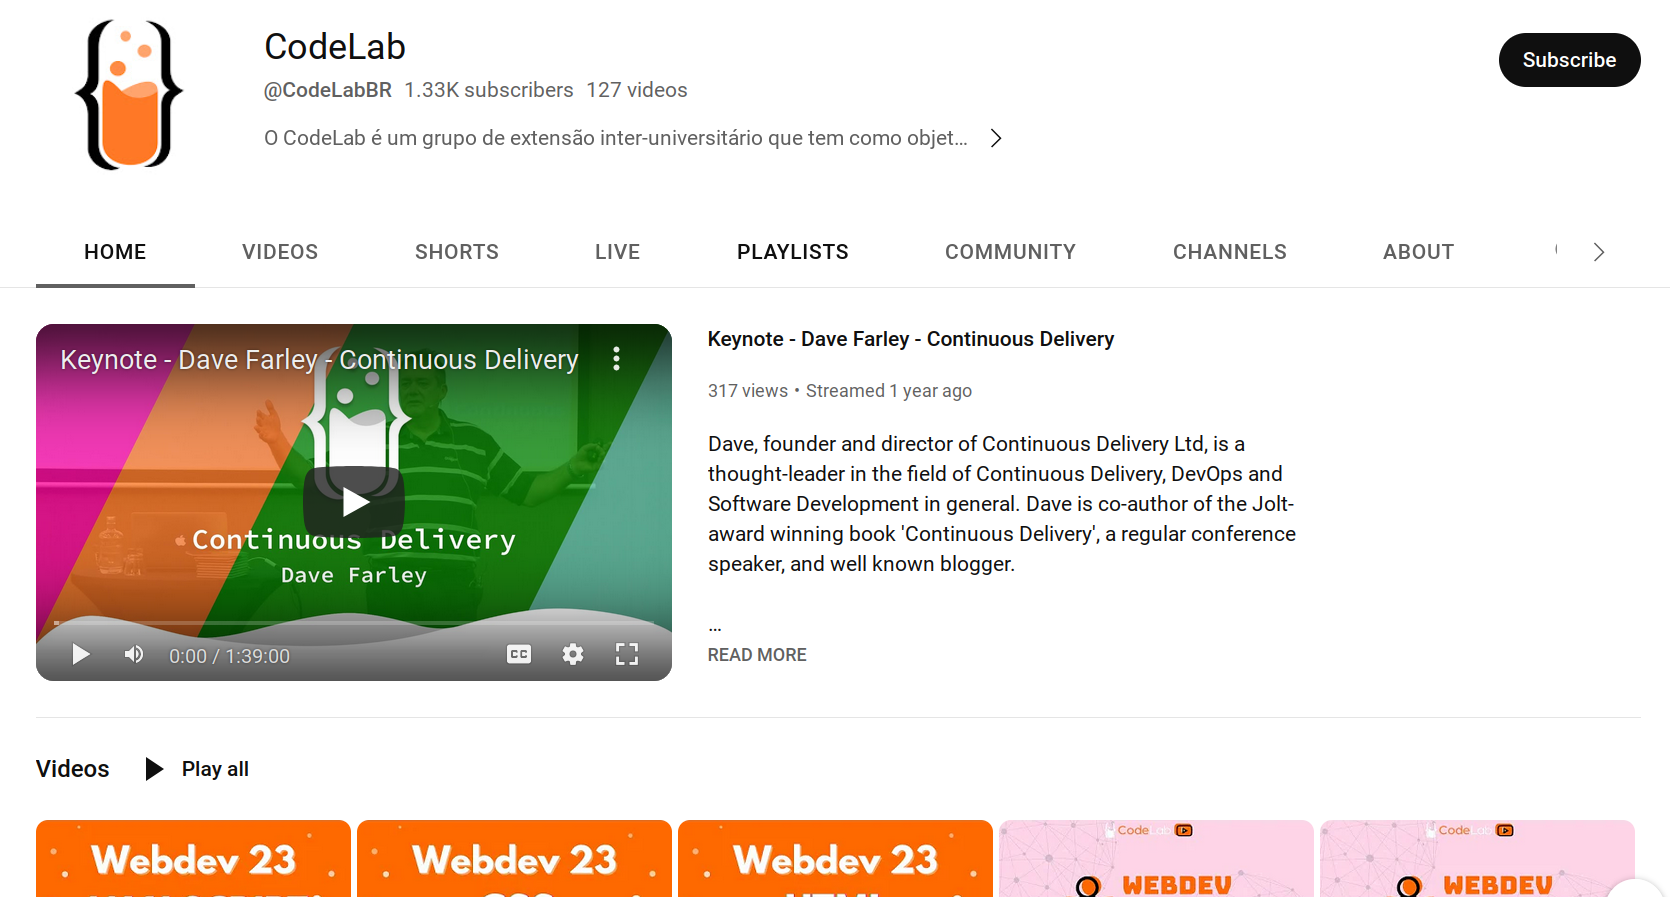 CodeLab
@CodeLabBR 1.33K subscribers 127 videos
O CodeLab é um grupo de extensão inter-universitário que tem como objet...
Subscribe
HOME VIDEOS SHORTS LIVE PLAYLISTS COMMUNITY CHANNELS ABOUT
Keynote - Dave Farley - Continuous Delivery
Continuous Delivery
Dave Farley
0:00 / 1:39:00
CC
Keynote - Dave Farley - Continuous Delivery
317 views • Streamed 1 year ago
Dave, founder and director of Continuous Delivery Ltd, is a
thought-leader in the field of Continuous Delivery, DevOps and
Software Development in general. Dave is co-author of the Jolt-
award winning book 'Continuous Delivery', a regular conference
speaker, and well known blogger.
...
READ MORE
Videos Play all
Webdev 23
Webdev 23
Webdev 23
CodeLab
WEBDEV
CodeLab
WEBDEV